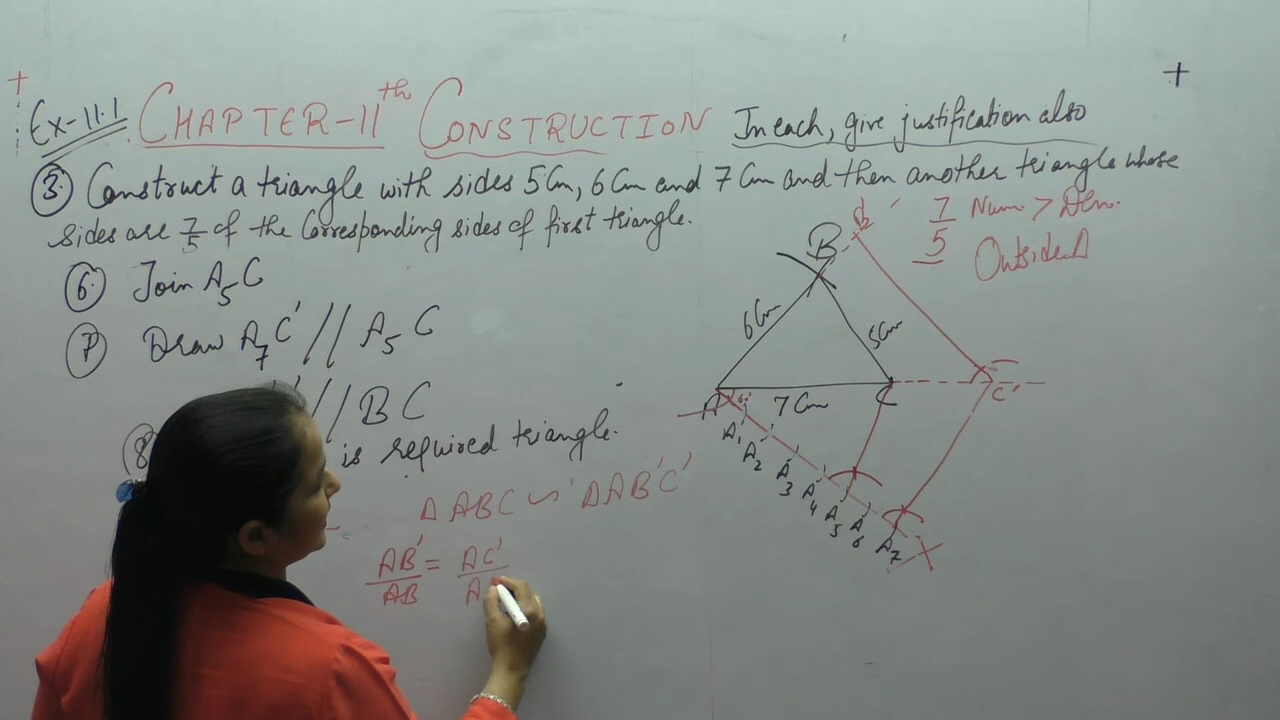 Ex-11.1 CHAPTER-11th CONSTRUCTION In each, give justification also
③ Construct a triangle with sides 5 Cm, 6 Cm and 7 Cm and then another triangle whose
sides are 7/5 of the Corresponding sides of first triangle.
7/5 Num > Den.
Outside Δ
⑥ Join A5C
⑦ Draw A7C' // A5C
// BC
is required triangle.
Δ ABC ∽ Δ AB'C'
AB'/AB = AC'/A
B
B'
6 Cm
5 Cm
A
7 Cm
C
C'
A1
A2
A3
A4
A5
A6
A7
X